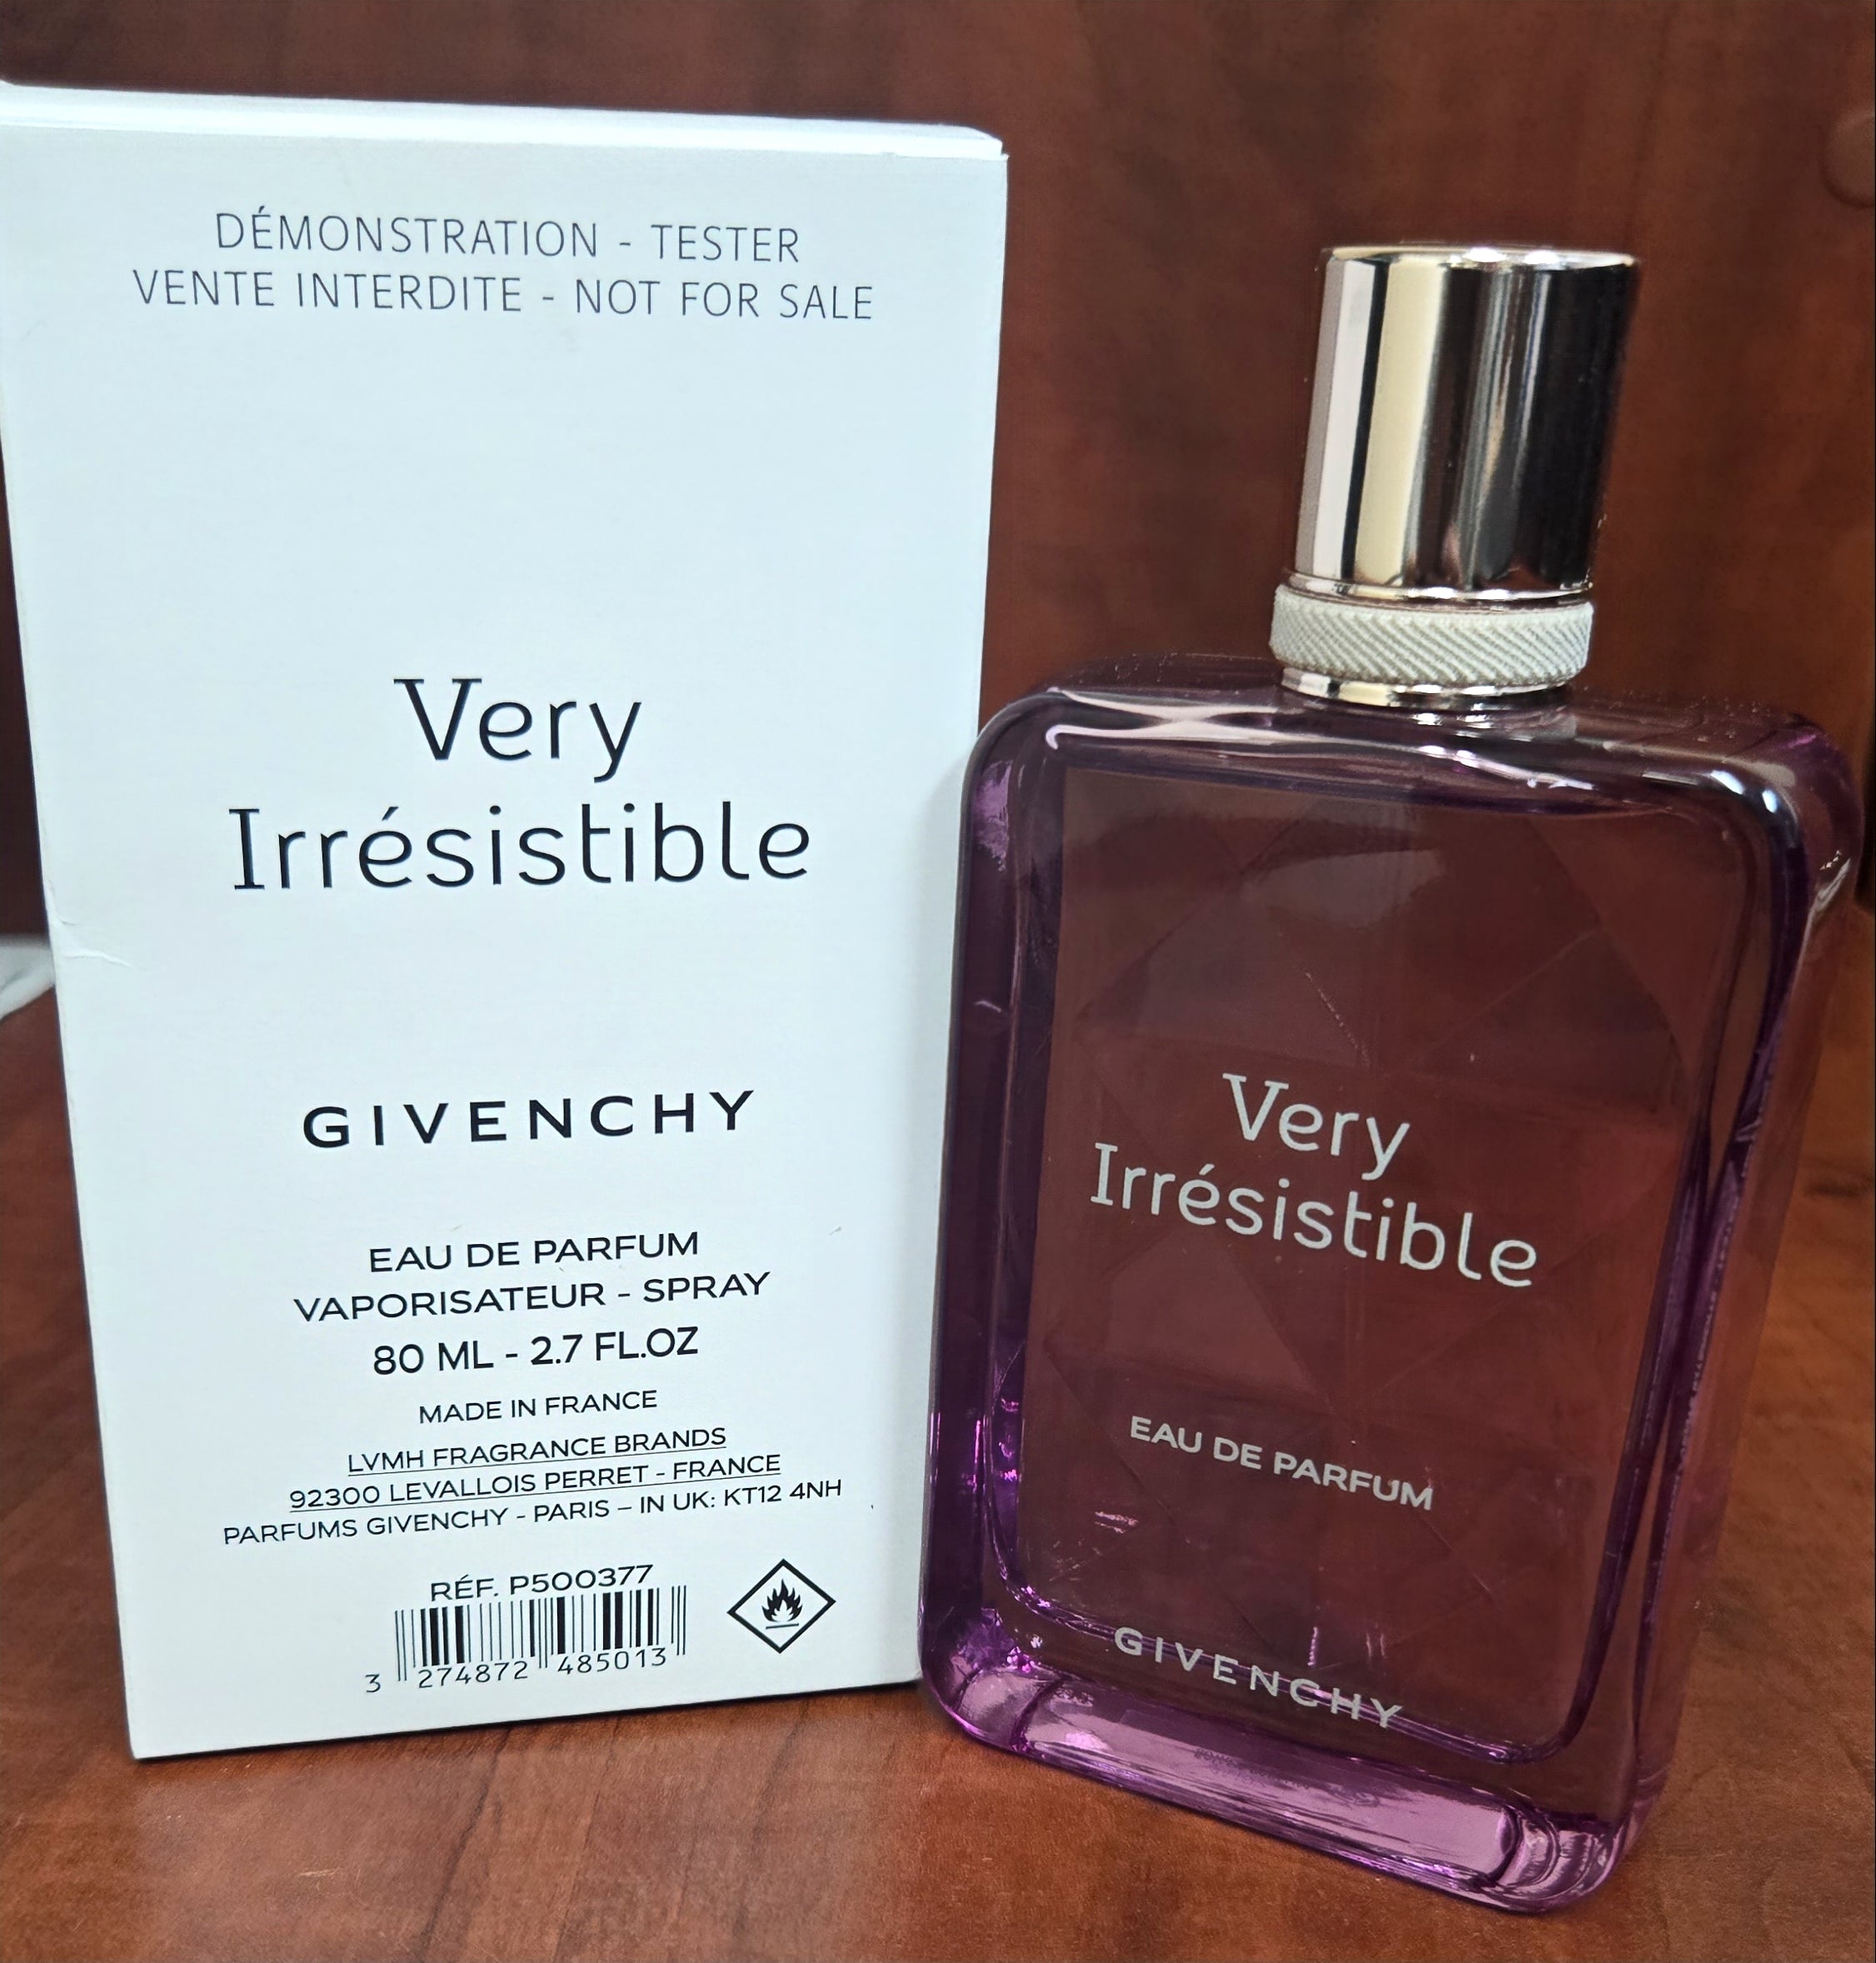 DÉMONSTRATION - TESTER
VENTE INTERDITE - NOT FOR SALE
Very
Irrésistible
GIVENCHY
EAU DE PARFUM
VAPORISATEUR - SPRAY
80 ML - 2.7 FL.OZ
MADE IN FRANCE
LVMH FRAGRANCE BRANDS
92300 LEVALLOIS PERRET - FRANCE
PARFUMS GIVENCHY - PARIS – IN UK: KT12 4NH
RÉF. P500377
3 274872 485013
Very
Irrésistible
EAU DE PARFUM
GIVENCHY